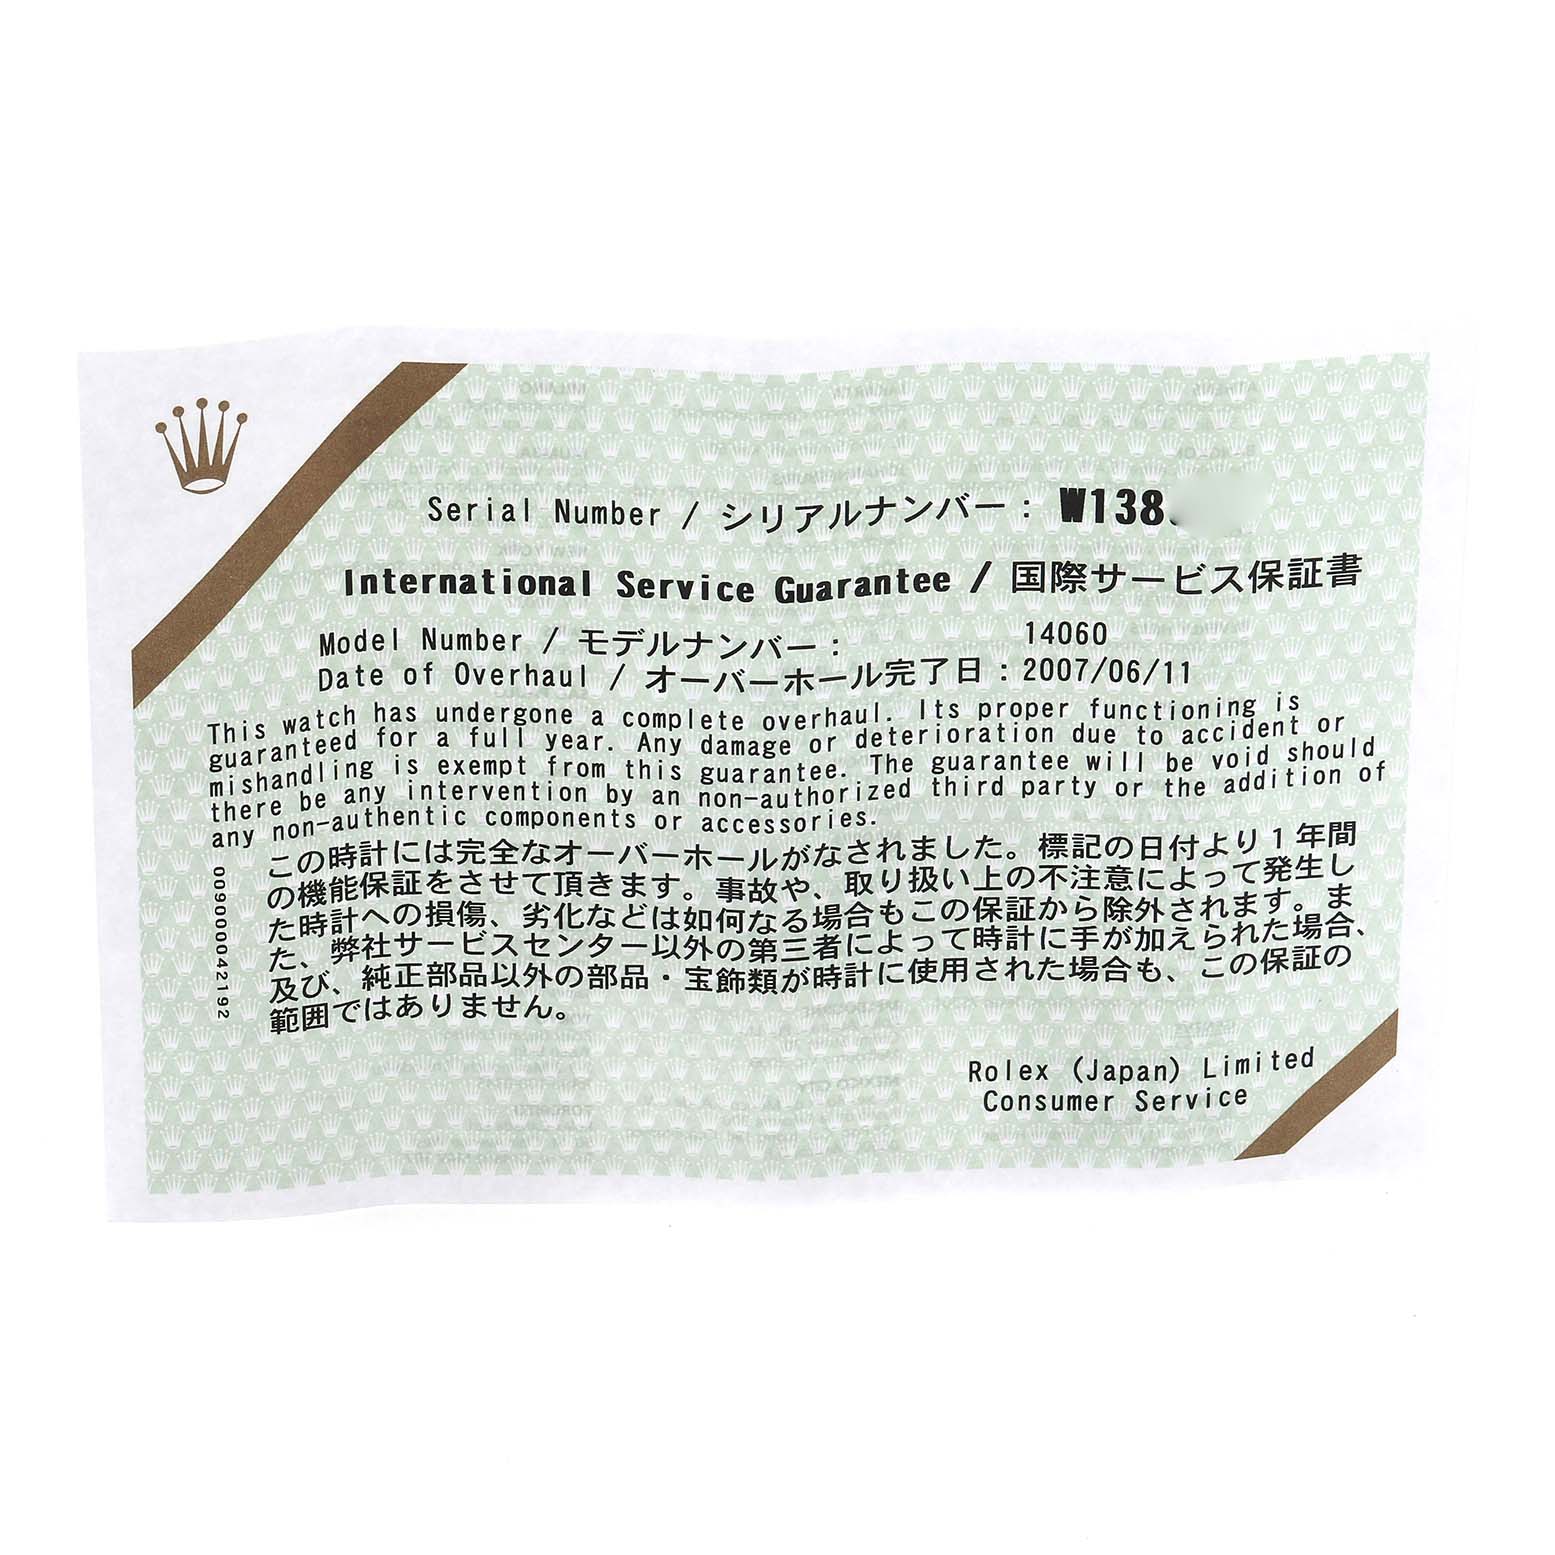 Serial Number / シリアルナンバー : W138
International Service Guarantee / 国際サービス保証書
Model Number / モデルナンバー : 14060
Date of Overhaul / オーバーホール完了日 : 2007/06/11
This watch has undergone a complete overhaul. Its proper functioning is
guaranteed for a full year. Any damage or deterioration due to accident or
mishandling is exempt from this guarantee. The guarantee will be void should
there be any intervention by an non-authorized third party or the addition of
any non-authentic components or accessories.
この時計には完全なオーバーホールがなされました。標記の日付より1年間
の機能保証をさせて頂きます。事故や、取り扱い上の不注意によって発生し
た時計への損傷、劣化などは如何なる場合もこの保証から除外されます。ま
た、弊社サービスセンター以外の第三者によって時計に手が加えられた場合、
及び、純正部品以外の部品・宝飾類が時計に使用された場合も、この保証の
範囲ではありません。
0090000042192
Rolex (Japan) Limited
Consumer Service